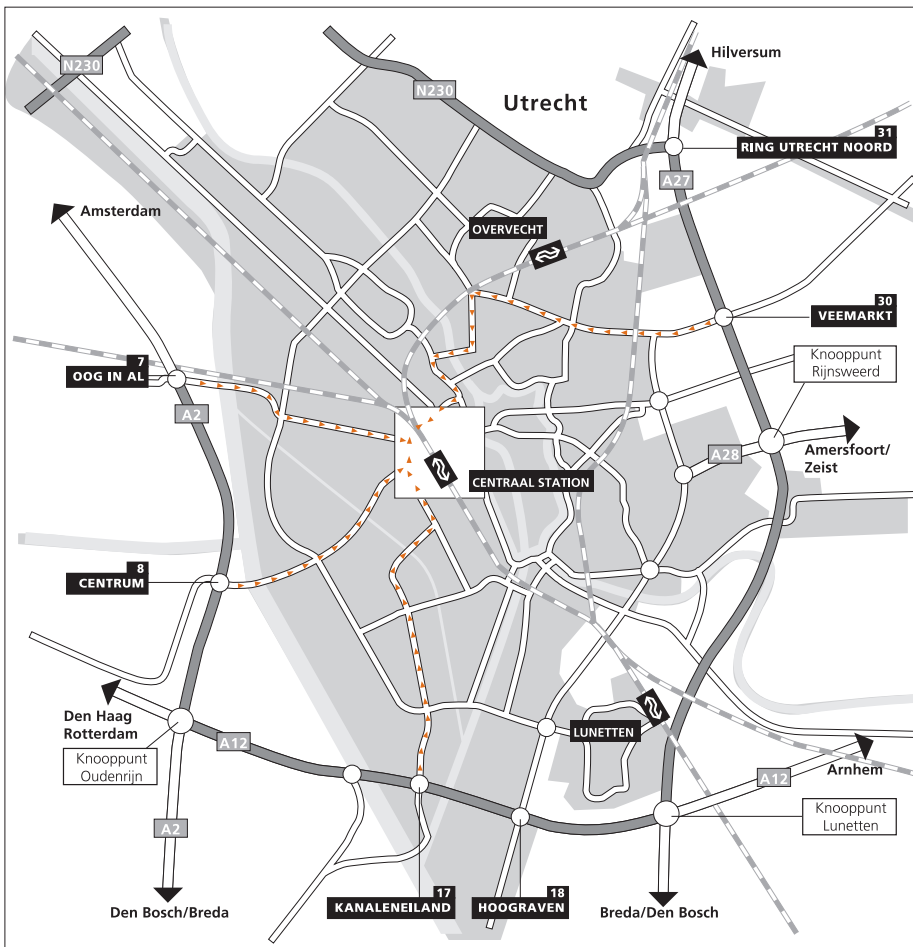 N230
N230
Utrecht
Hilversum
31
RING UTRECHT NOORD
A27
Amsterdam
OVERVECHT
30
VEEMARKT
7
OOG IN AL
Knooppunt
Rijnsweerd
A2
A28
Amersfoort/
Zeist
CENTRAAL STATION
8
CENTRUM
Den Haag
Rotterdam
Knooppunt
Oudenrijn
A12
LUNETTEN
Arnhem
A12
Knooppunt
Lunetten
A2
17
KANALENEILAND
18
HOOGRAVEN
Den Bosch/Breda
Breda/Den Bosch